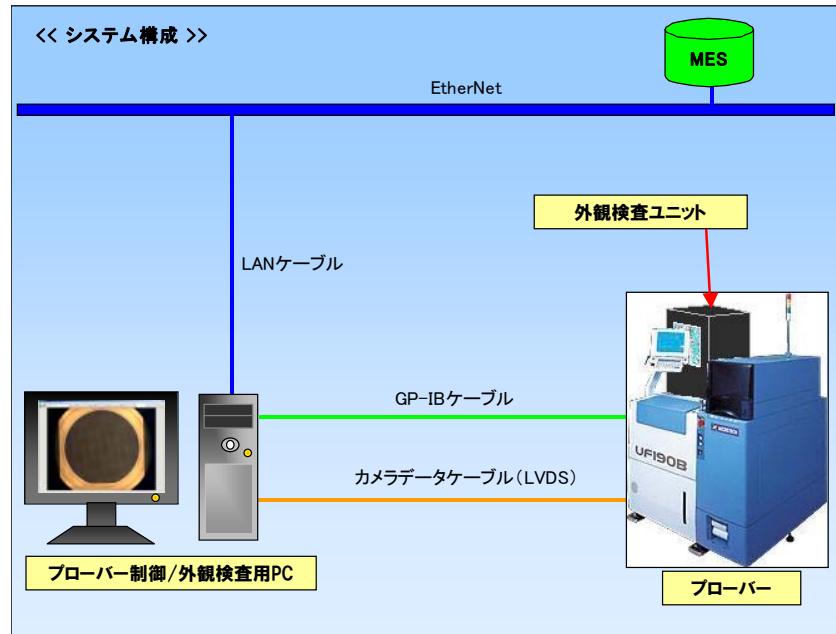 << システム構成 >>
MES
EtherNet
外観検査ユニット
LANケーブル
GP-IBケーブル
UF190B
カメラデータケーブル（LVDS）
プローバー制御/外観検査用PC
プローバー